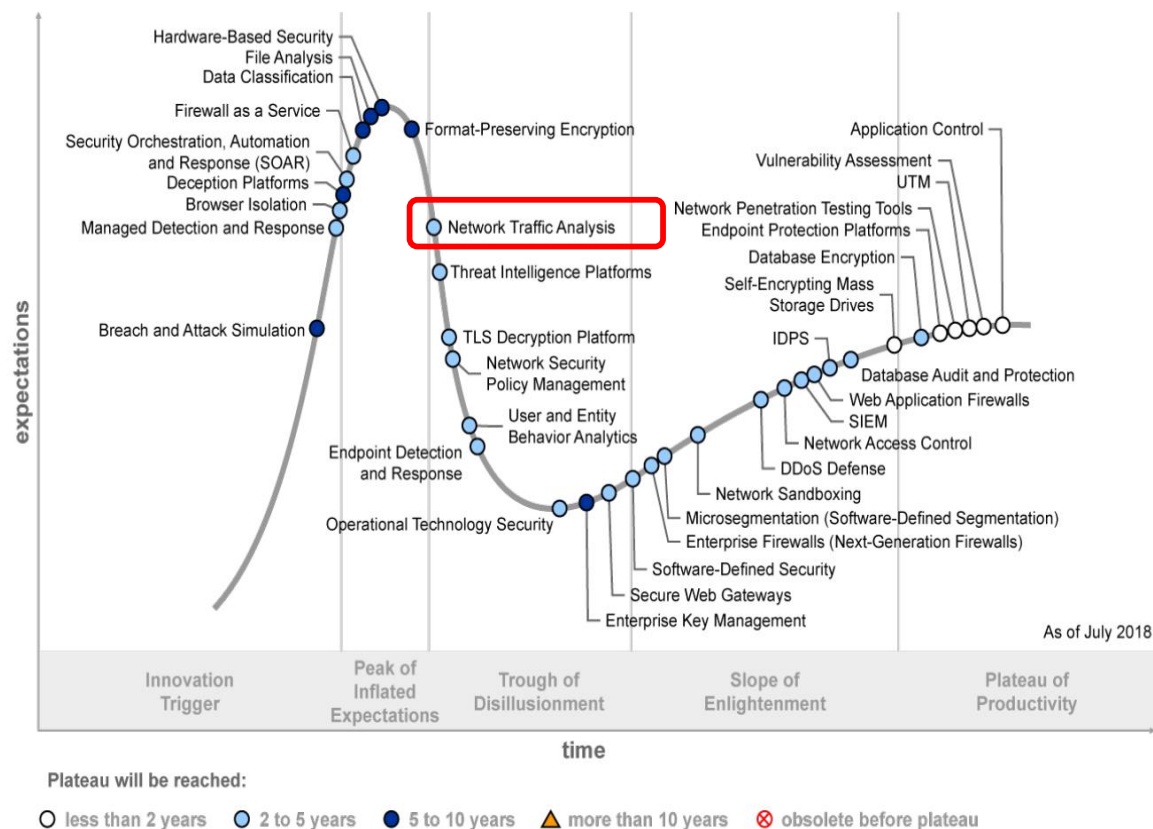 Hardware-Based Security
File Analysis
Data Classification
Firewall as a Service
Security Orchestration, Automation
and Response (SOAR)
Deception Platforms
Browser Isolation
Managed Detection and Response
Breach and Attack Simulation
Format-Preserving Encryption
Network Traffic Analysis
Threat Intelligence Platforms
TLS Decryption Platform
Network Security
Policy Management
User and Entity
Behavior Analytics
Endpoint Detection
and Response
Operational Technology Security
Application Control
Vulnerability Assessment
UTM
Network Penetration Testing Tools
Endpoint Protection Platforms
Database Encryption
Self-Encrypting Mass
Storage Drives
IDPS
Database Audit and Protection
Web Application Firewalls
SIEM
Network Access Control
DDoS Defense
Network Sandboxing
Microsegmentation (Software-Defined Segmentation)
Enterprise Firewalls (Next-Generation Firewalls)
Software-Defined Security
Secure Web Gateways
Enterprise Key Management
As of July 2018
expectations
Innovation
Trigger
Peak of
Inflated
Expectations
Trough of
Disillusionment
Slope of
Enlightenment
Plateau of
Productivity
time
Plateau will be reached:
less than 2 years
2 to 5 years
5 to 10 years
more than 10 years
obsolete before plateau